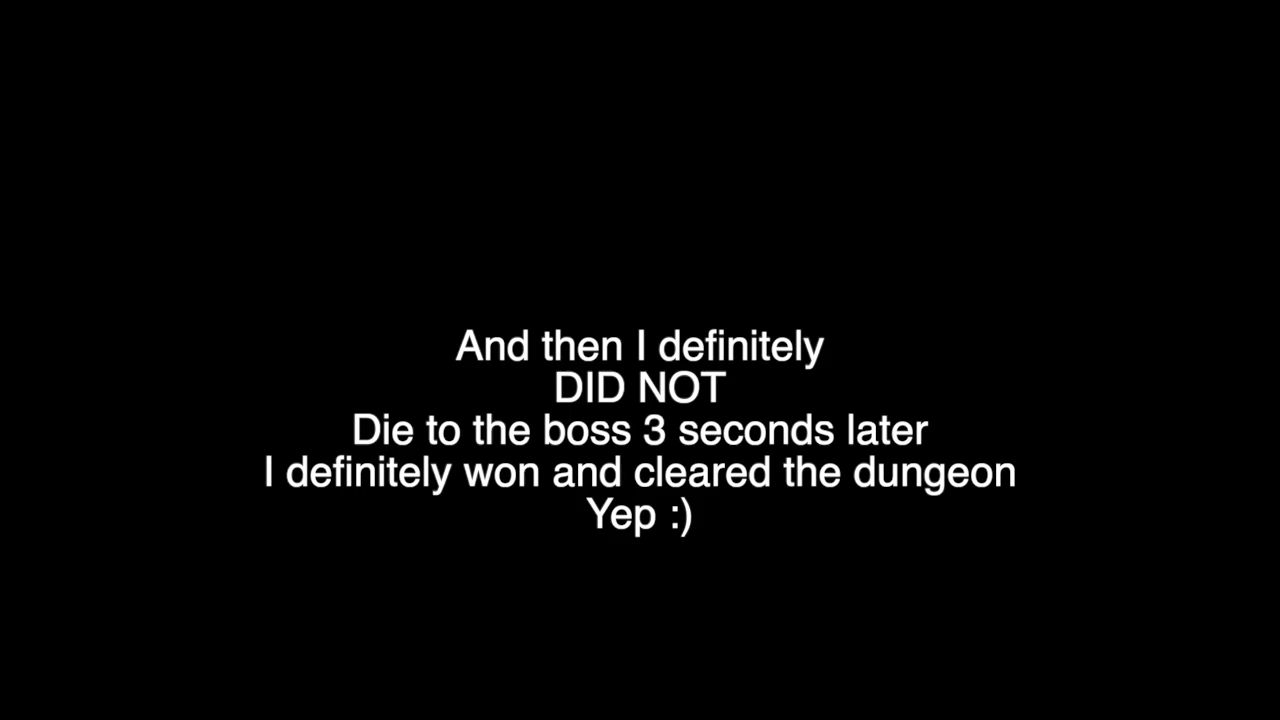 And then I definitely
DID NOT
Die to the boss 3 seconds later
I definitely won and cleared the dungeon
Yep :)